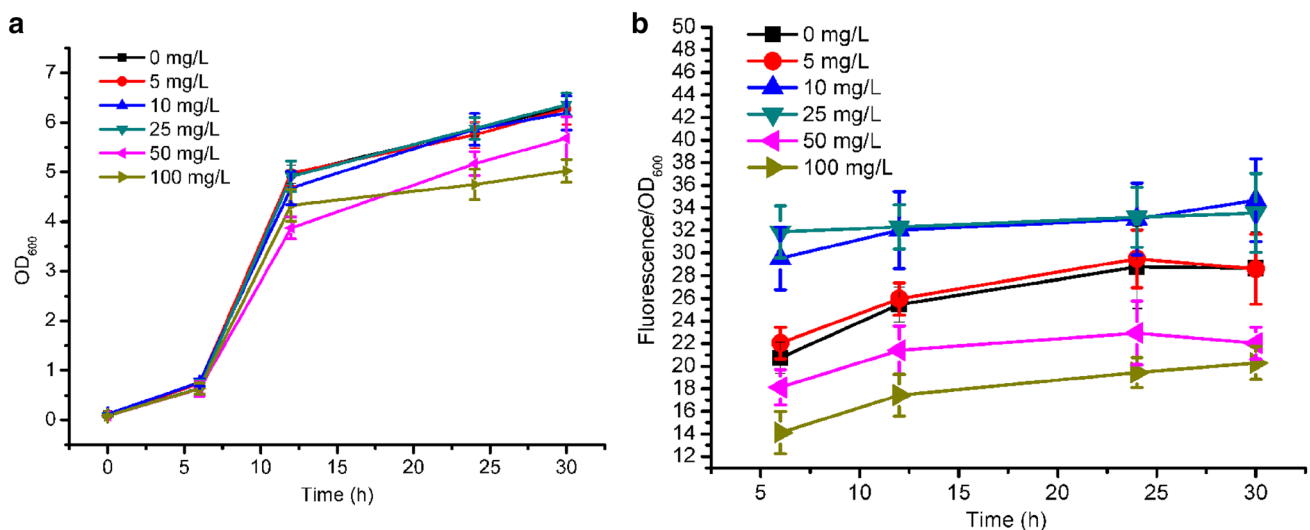 a
0 mg/L
5 mg/L
10 mg/L
25 mg/L
50 mg/L
100 mg/L
7
6
5
4
3
2
1
0
OD600
0
5
10
15
20
25
30
Time (h)
b
0 mg/L
5 mg/L
10 mg/L
25 mg/L
50 mg/L
100 mg/L
50
48
46
44
42
40
38
36
34
32
30
28
26
24
22
20
18
16
14
12
Fluorescence/OD600
5
10
15
20
25
30
Time (h)